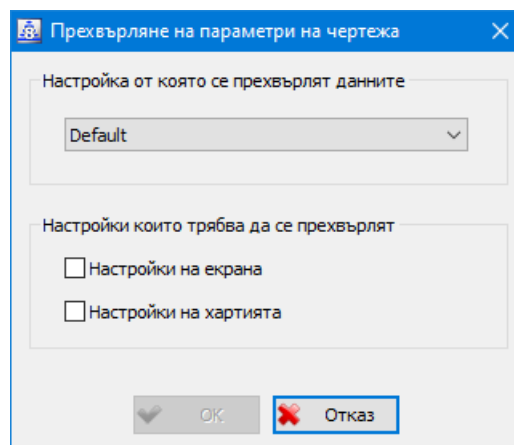 Прехвърляне на параметри на чертежа
Настройка от която се прехвърлят данните
Default
Настройки които трябва да се прехвърлят
Настройки на екрана
Настройки на хартията
OK
Отказ